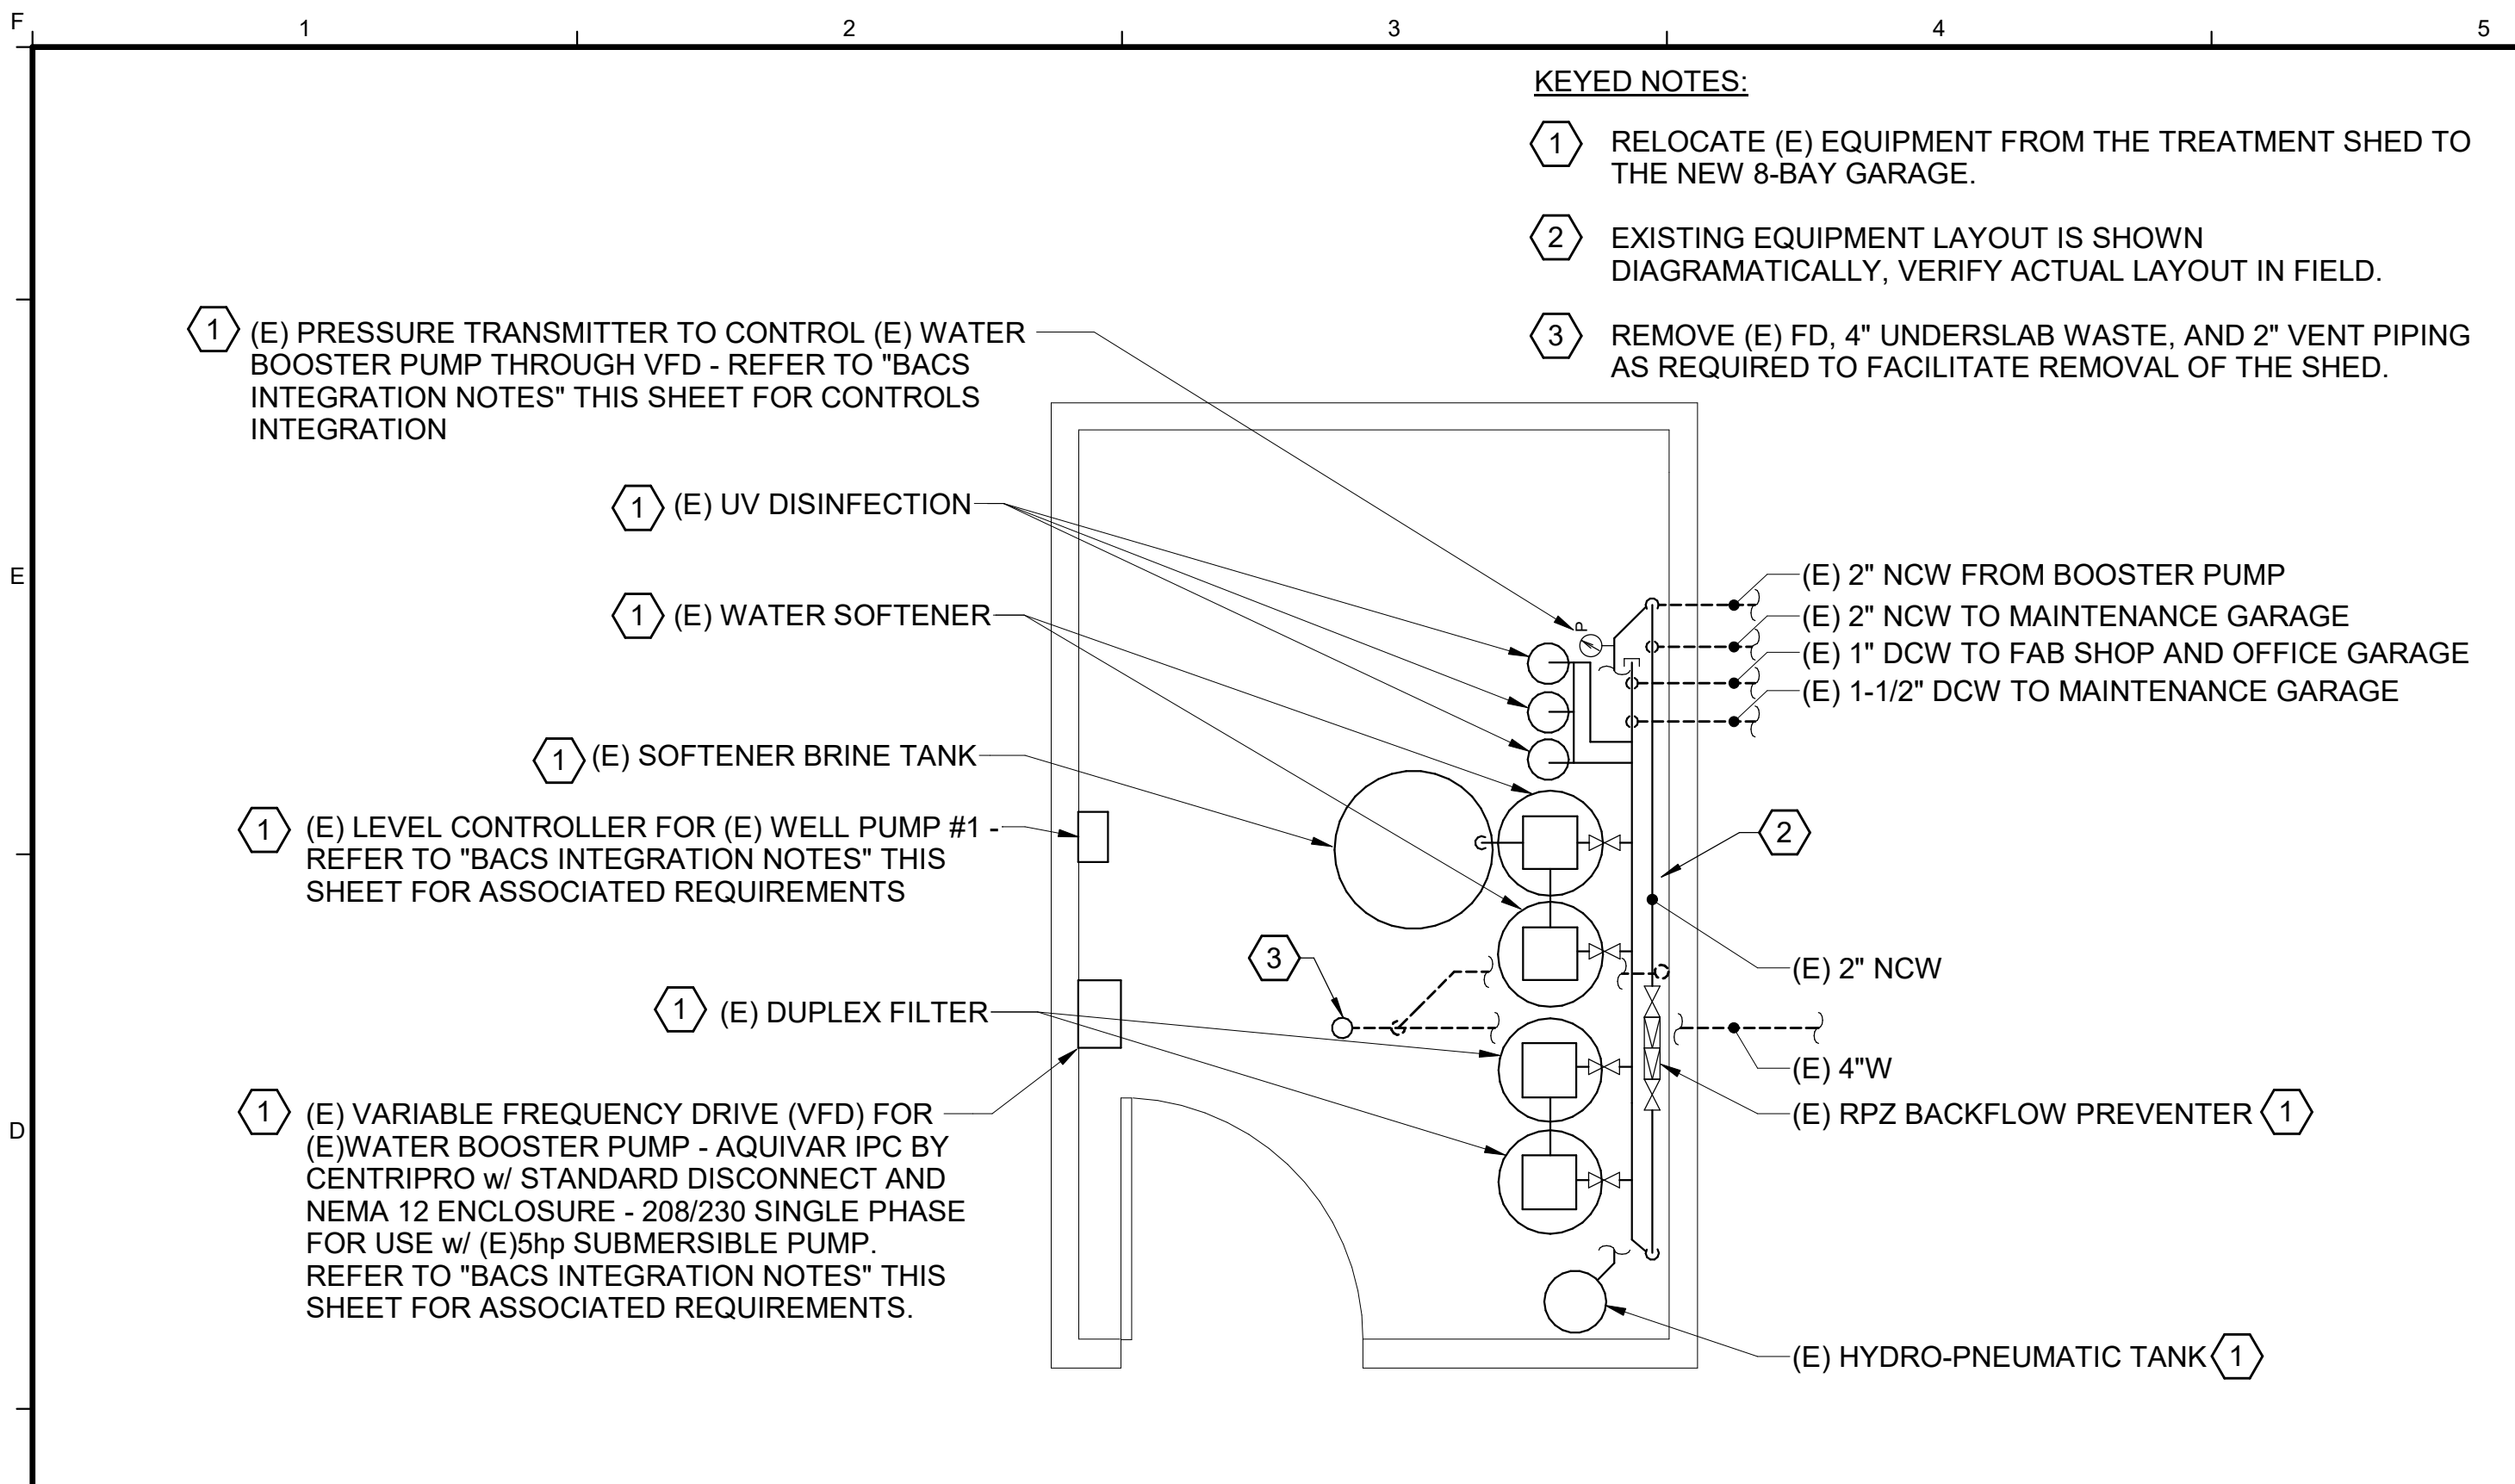 F
1
2
3
4
5
KEYED NOTES:
1
RELOCATE (E) EQUIPMENT FROM THE TREATMENT SHED TO
THE NEW 8-BAY GARAGE.
2
EXISTING EQUIPMENT LAYOUT IS SHOWN
DIAGRAMATICALLY, VERIFY ACTUAL LAYOUT IN FIELD.
3
REMOVE (E) FD, 4" UNDERSLAB WASTE, AND 2" VENT PIPING
AS REQUIRED TO FACILITATE REMOVAL OF THE SHED.
1
(E) PRESSURE TRANSMITTER TO CONTROL (E) WATER
BOOSTER PUMP THROUGH VFD - REFER TO "BACS
INTEGRATION NOTES" THIS SHEET FOR CONTROLS
INTEGRATION
1
(E) UV DISINFECTION
E
1
(E) WATER SOFTENER
P
(E) 2" NCW FROM BOOSTER PUMP
(E) 2" NCW TO MAINTENANCE GARAGE
(E) 1" DCW TO FAB SHOP AND OFFICE GARAGE
(E) 1-1/2" DCW TO MAINTENANCE GARAGE
1
(E) SOFTENER BRINE TANK
1
(E) LEVEL CONTROLLER FOR (E) WELL PUMP #1 -
REFER TO "BACS INTEGRATION NOTES" THIS
SHEET FOR ASSOCIATED REQUIREMENTS
2
3
(E) 2" NCW
1
(E) DUPLEX FILTER
(E) 4"W
D
1
(E) VARIABLE FREQUENCY DRIVE (VFD) FOR
(E)WATER BOOSTER PUMP - AQUIVAR IPC BY
CENTRIPRO w/ STANDARD DISCONNECT AND
NEMA 12 ENCLOSURE - 208/230 SINGLE PHASE
FOR USE w/ (E)5hp SUBMERSIBLE PUMP.
REFER TO "BACS INTEGRATION NOTES" THIS
SHEET FOR ASSOCIATED REQUIREMENTS.
(E) RPZ BACKFLOW PREVENTER
1
(E) HYDRO-PNEUMATIC TANK
1